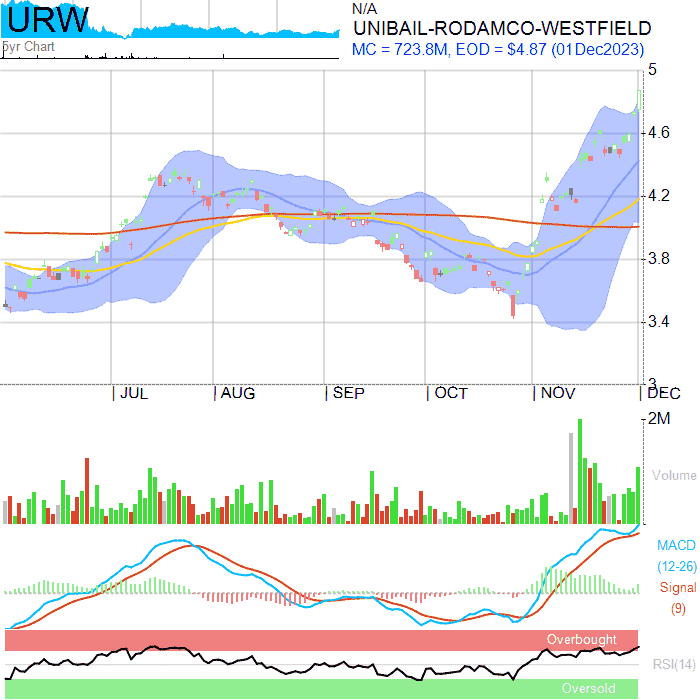 URW
5yr Chart
N/A
UNIBAIL-RODAMCO-WESTFIELD
MC = 723.8M, EOD = $4.87 (01Dec2023)
5
4.6
4.2
3.8
3.4
3
JUL
AUG
SEP
OCT
NOV
DEC
2M
Volume
MACD
(12-26)
Signal
(9)
Overbought
RSI(14)
Oversold